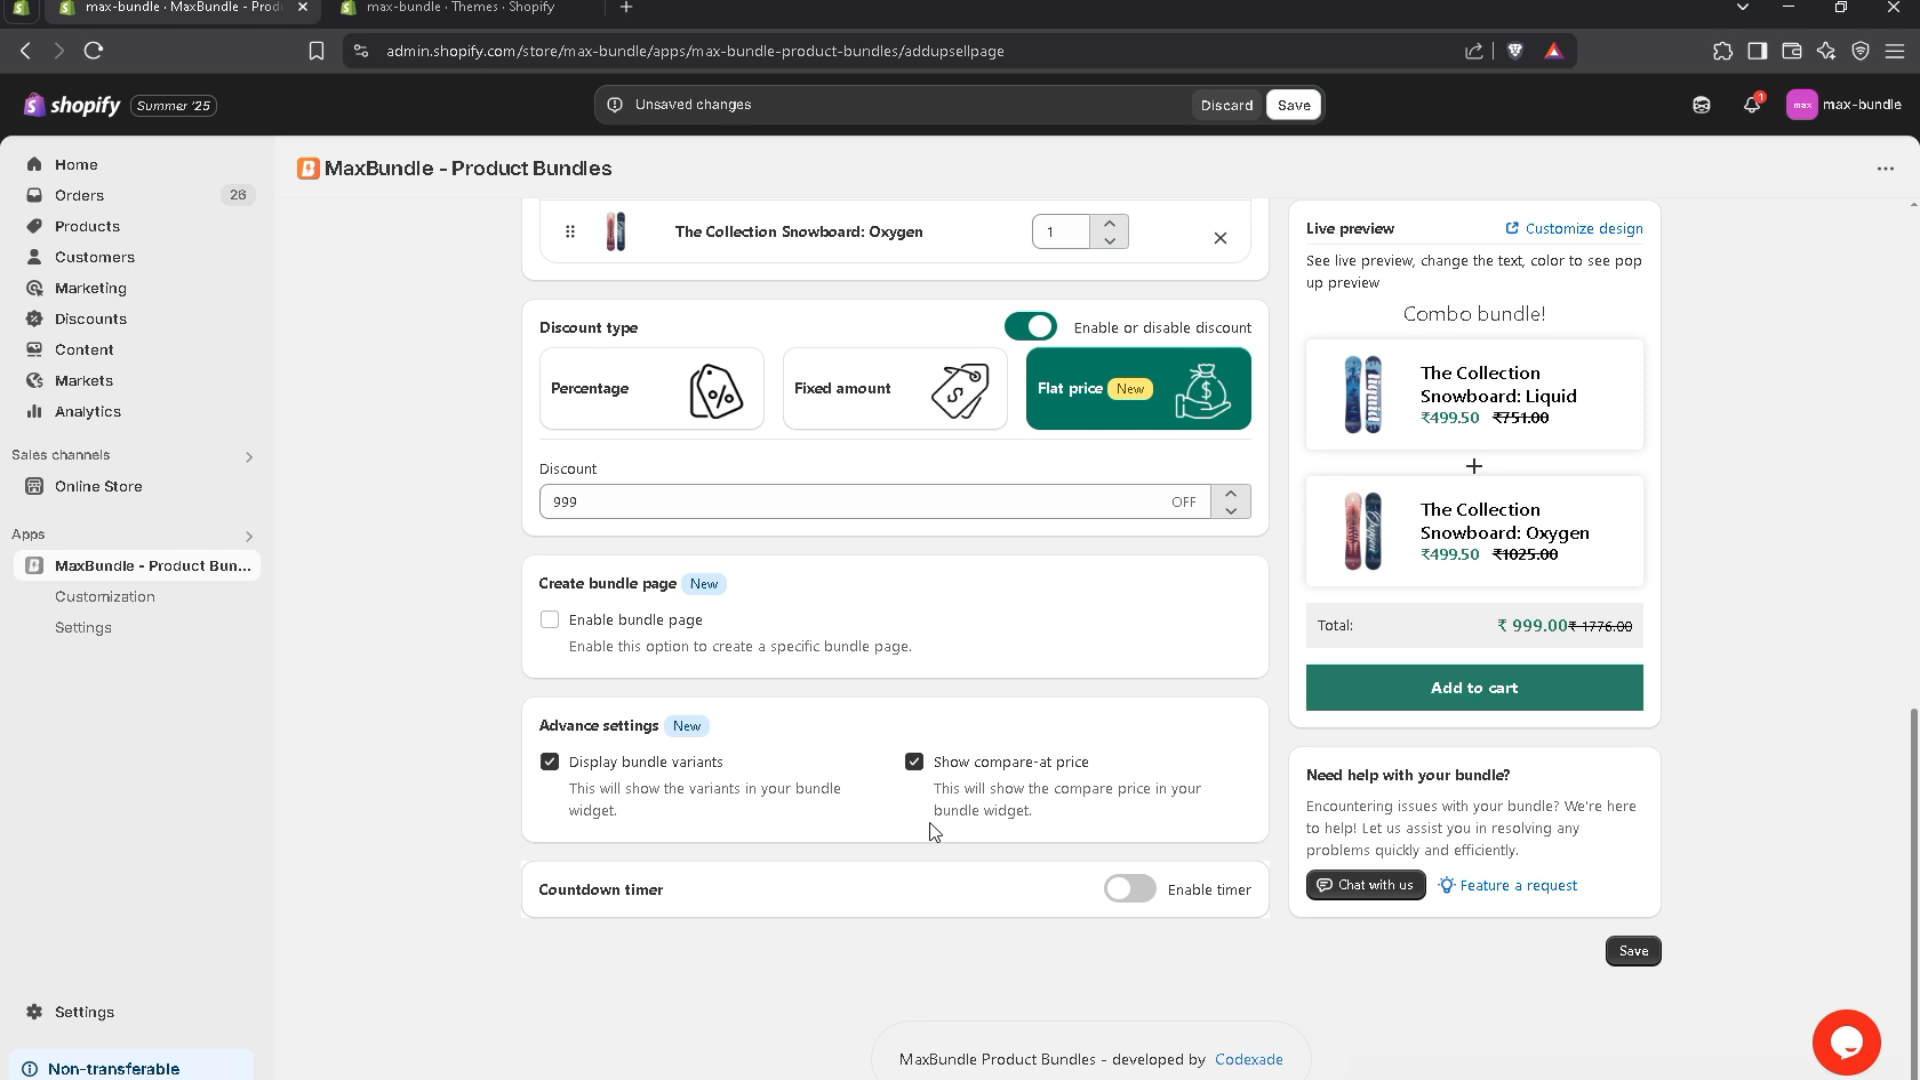 max-bundle · MaxBundle - Prod
max-bundle · Themes · Shopify
admin.shopify.com/store/max-bundle/apps/max-bundle-product-bundles/addupsellpage
shopify
Summer '25
Unsaved changes
Discard
Save
1
max
max-bundle
Home
Orders
26
Products
Customers
Marketing
Discounts
Content
Markets
Analytics
Sales channels
Online Store
Apps
MaxBundle - Product Bun...
Customization
Settings
Settings
Non-transferable
MaxBundle - Product Bundles
The Collection Snowboard: Oxygen
1
Discount type
Enable or disable discount
Percentage
Fixed amount
Flat price New
Discount
999
OFF
Create bundle page New
Enable bundle page
Enable this option to create a specific bundle page.
Advance settings New
Display bundle variants
This will show the variants in your bundle
widget.
Show compare-at price
This will show the compare price in your
bundle widget.
Countdown timer
Enable timer
Live preview
Customize design
See live preview, change the text, color to see pop
up preview
Combo bundle!
The Collection
Snowboard: Liquid
₹499.50 ₹751.00
+
The Collection
Snowboard: Oxygen
₹499.50 ₹1025.00
Total:
₹ 999.00₹ 1776.00
Add to cart
Need help with your bundle?
Encountering issues with your bundle? We're here
to help! Let us assist you in resolving any
problems quickly and efficiently.
Chat with us
Feature a request
Save
MaxBundle Product Bundles - developed by Codexade